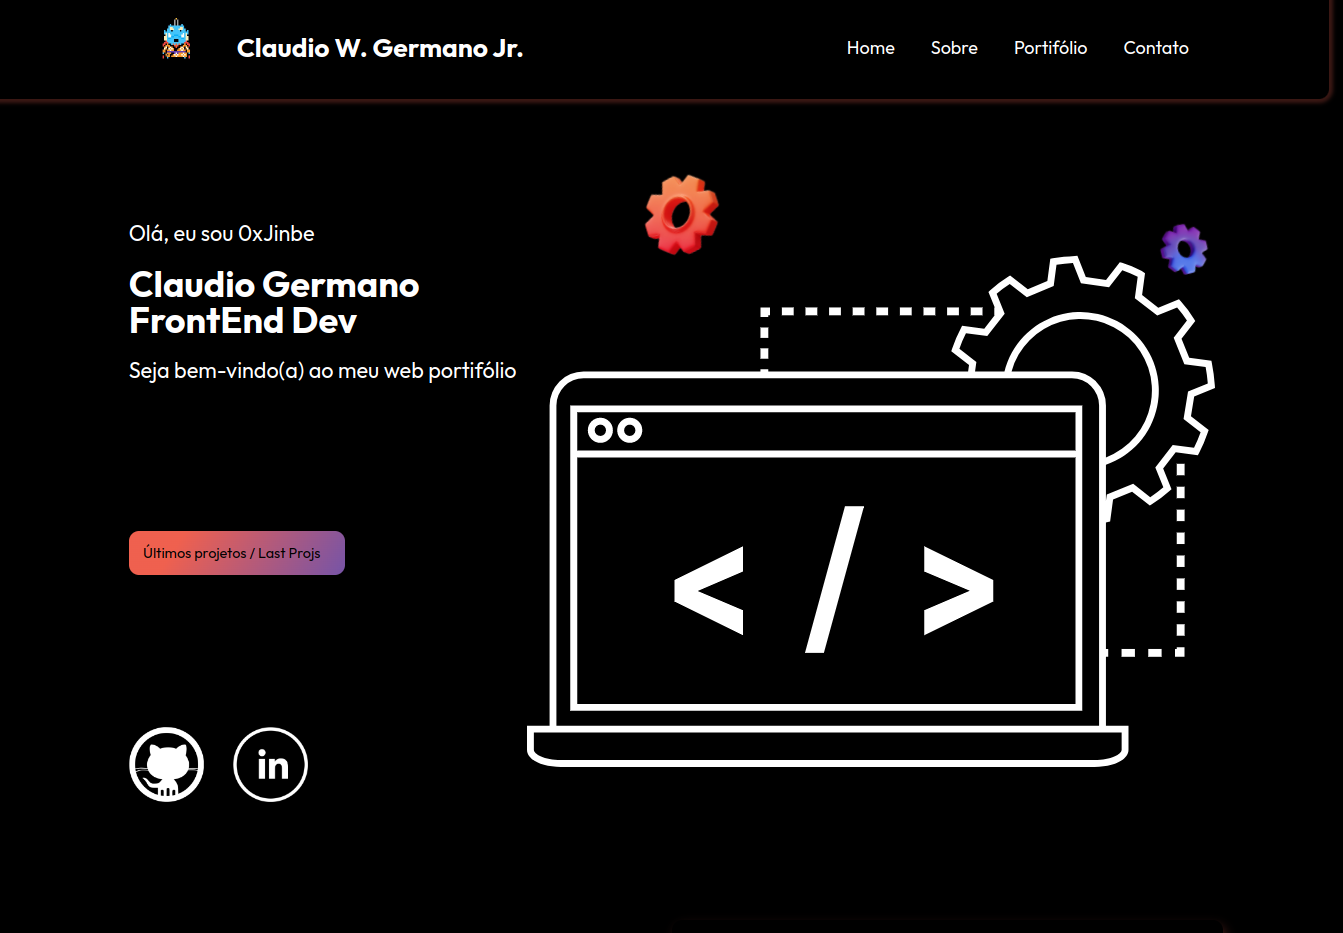 Claudio W. Germano Jr.
Home
Sobre
Portifólio
Contato
Olá, eu sou 0xJinbe
Claudio Germano
FrontEnd Dev
Seja bem-vindo(a) ao meu web portifólio
< / >
Últimos projetos / Last Projs
in